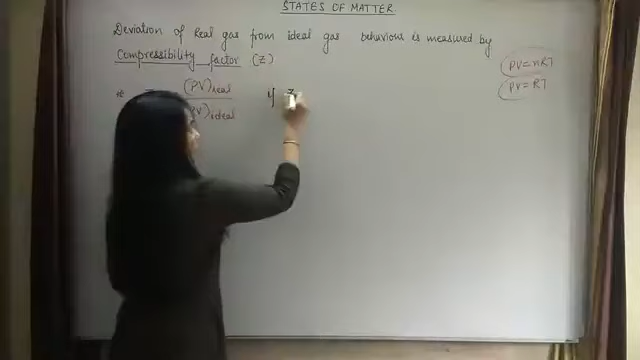 STATES OF MATTER
Deviation of Real gas from ideal gas behaviour is measured by
Compressibility factor (Z)
PV=nRT
PV=RT
(PV)real
PV)ideal
if Z